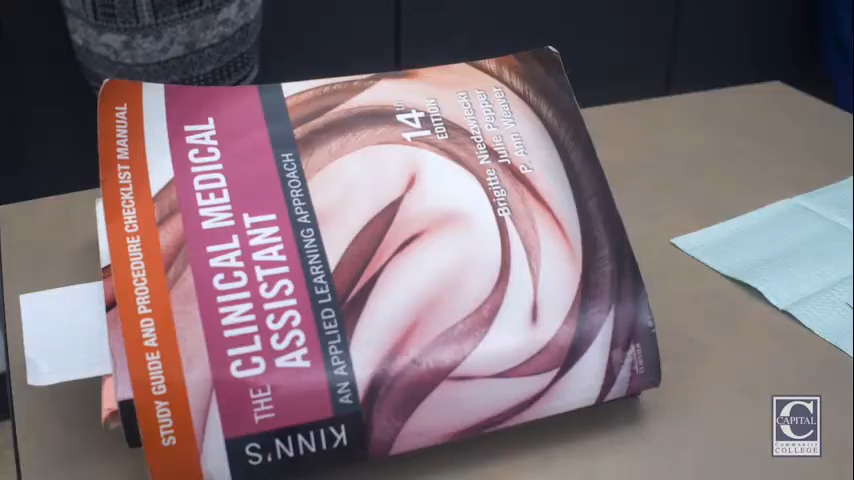 STUDY GUIDE AND PROCEDURE CHECKLIST MANUAL
KINN'S
THE CLINICAL MEDICAL
ASSISTANT
AN APPLIED LEARNING APPROACH
14th
EDITION
Brigitte Niedzwiecki
Julie Pepper
P. Ann Weaver
ELSEVIER
C
CAPITAL
Community
COLLEGE